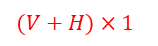 (V + H) × 1